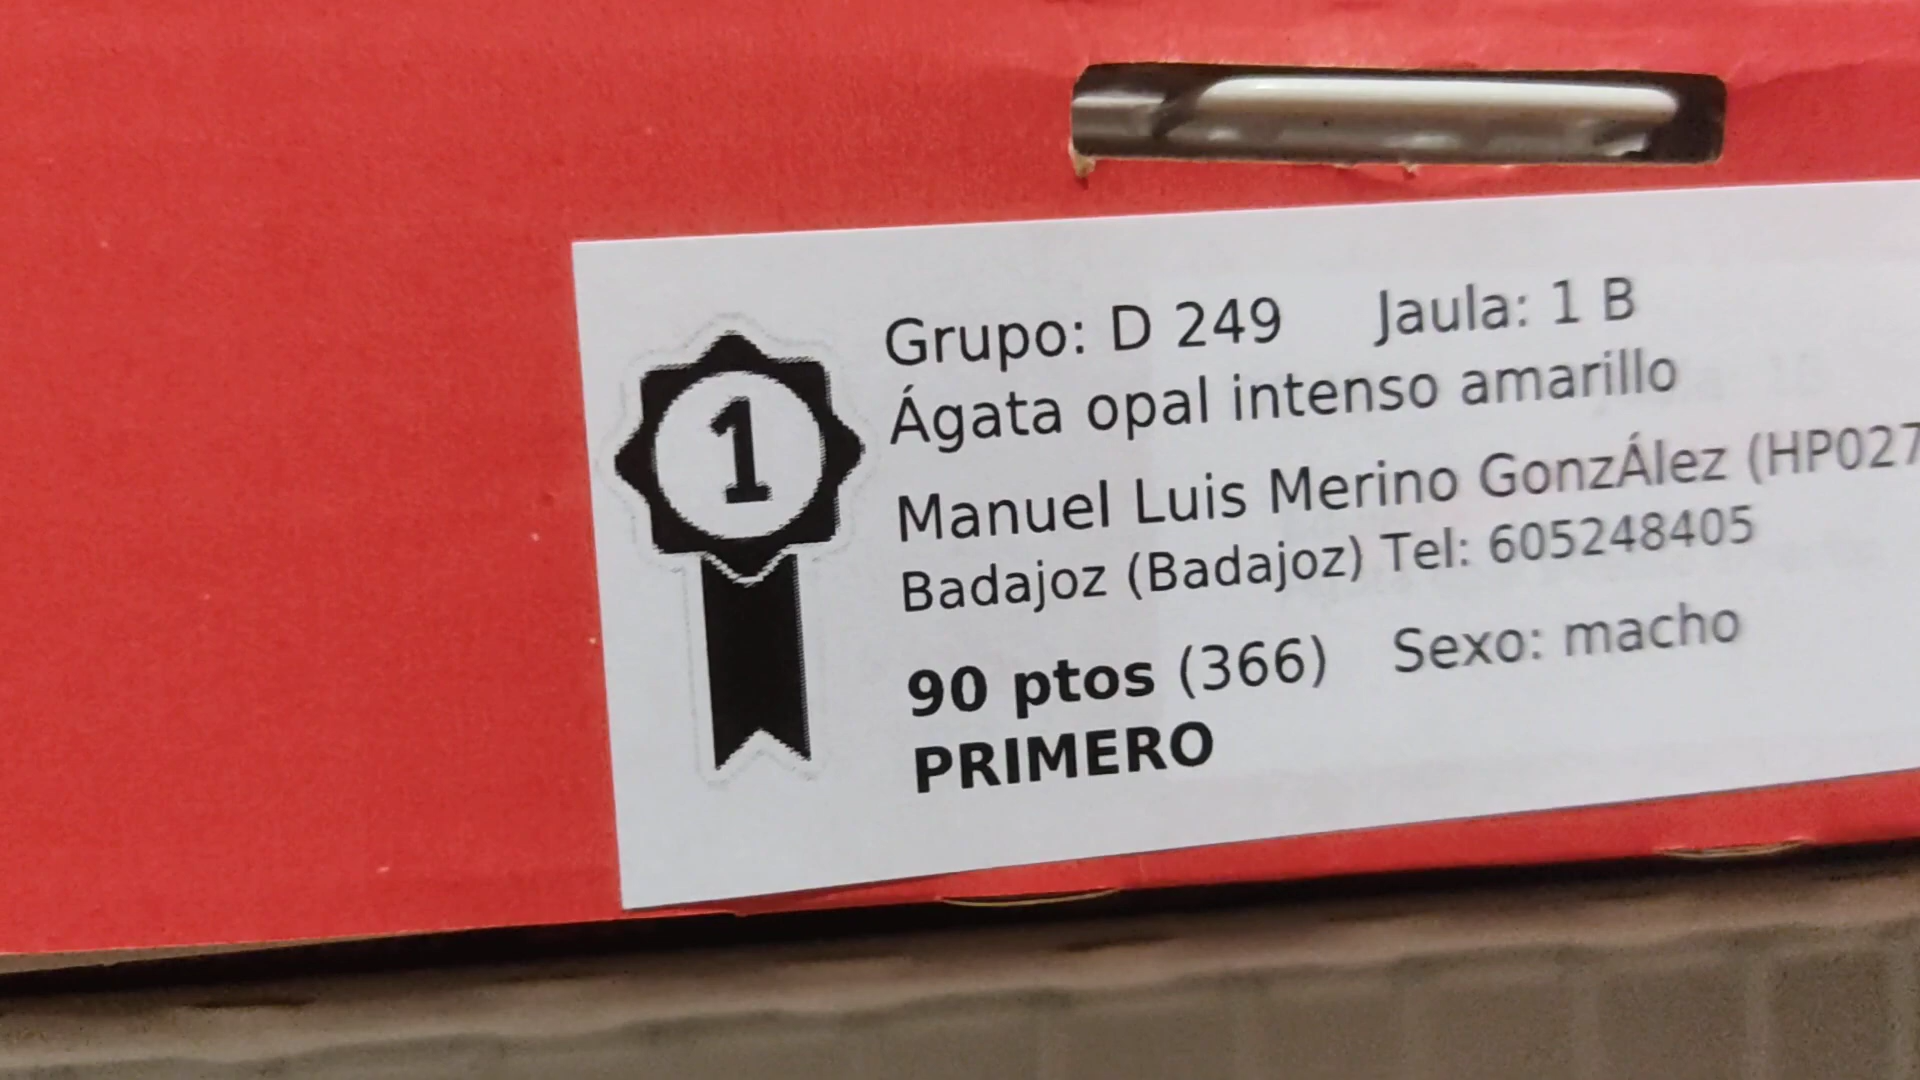 1
Grupo: D 249 Jaula: 1 B
Ágata opal intenso amarillo
Manuel Luis Merino GonzÁlez (HP027
Badajoz (Badajoz) Tel: 605248405
90 ptos (366) Sexo: macho
PRIMERO